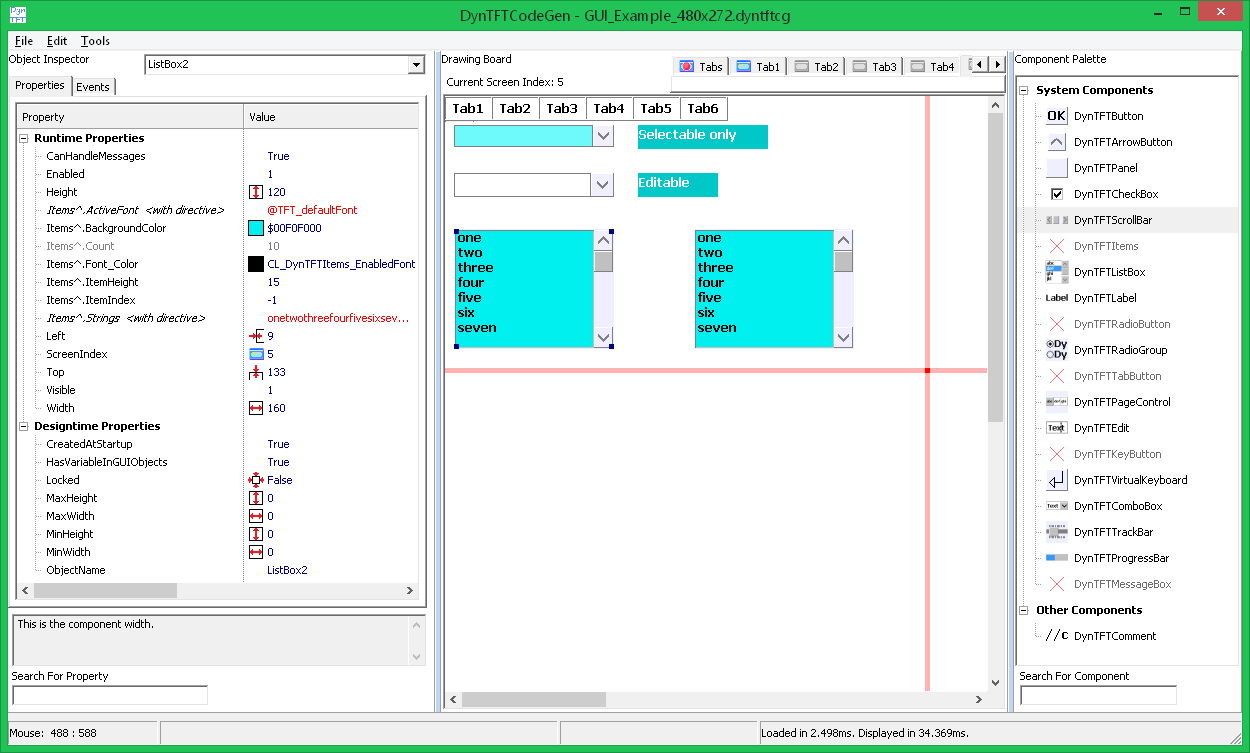 DynTFTCodeGen - GUI_Example_480x272.dyntftcg
Dyn
TFT
File Edit Tools
Object Inspector
ListBox2
Properties Events
Property Value
Runtime Properties
CanHandleMessages True
Enabled 1
Height 120
Items^.ActiveFont <with directive> @TFT_defaultFont
Items^.BackgroundColor $00F0F000
Items^.Count 10
Items^.Font_Color CL_DynTFTItems_EnabledFont
Items^.ItemHeight 15
Items^.ItemIndex -1
Items^.Strings <with directive> onetwothreefourfivesixsev...
Left 9
ScreenIndex 5
Top 133
Visible 1
Width 160
Designtime Properties
CreatedAtStartup True
HasVariableInGUIObjects True
Locked False
MaxHeight 0
MaxWidth 0
MinHeight 0
MinWidth 0
ObjectName ListBox2
This is the component width.
Search For Property
Drawing Board
Tabs Tab1 Tab2 Tab3 Tab4
Current Screen Index: 5
Tab1 Tab2 Tab3 Tab4 Tab5 Tab6
Selectable only
Editable
one
two
three
four
five
six
seven
one
two
three
four
five
six
seven
Component Palette
System Components
OK DynTFTButton
DynTFTArrowButton
DynTFTPanel
DynTFTCheckBox
DynTFTScrollBar
DynTFTItems
DynTFTListBox
Label DynTFTLabel
DynTFTRadioButton
Dy
Dy DynTFTRadioGroup
DynTFTTabButton
DynTFTPageControl
Text DynTFTEdit
DynTFTKeyButton
DynTFTVirtualKeyboard
Text DynTFTComboBox
DynTFTTrackBar
DynTFTProgressBar
DynTFTMessageBox
Other Components
//C DynTFTComment
Search For Component
Mouse: 488 : 588
Loaded in 2.498ms. Displayed in 34.369ms.